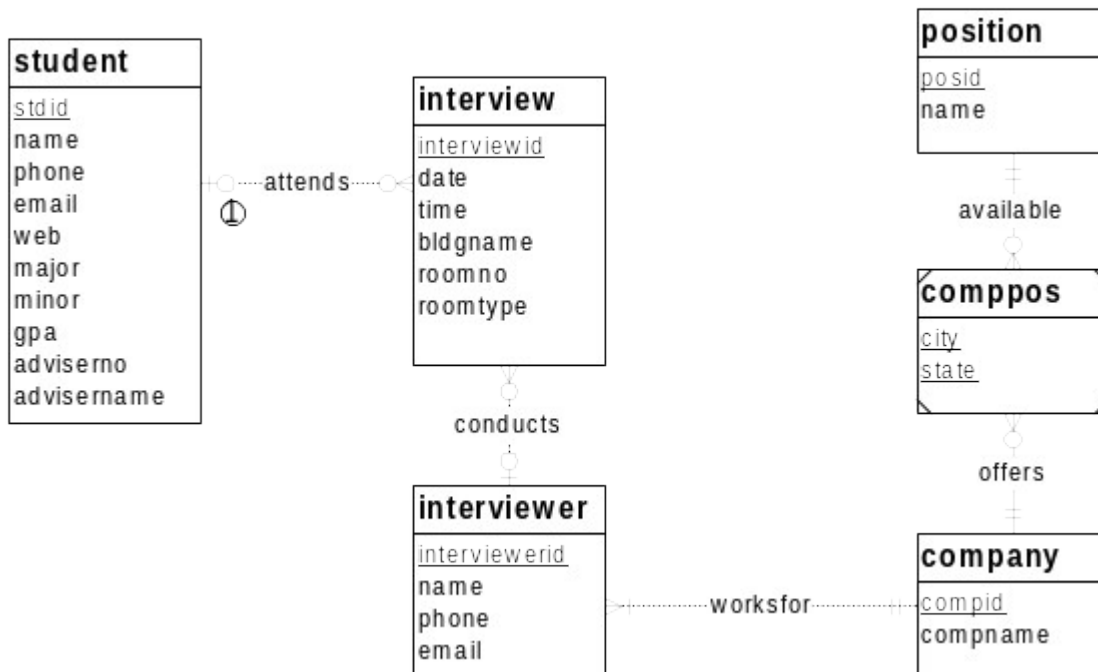 student
stdid
name
phone
email
web
major
minor
gpa
adviserno
advisername
attends
1
interview
interviewid
date
time
bldgname
roomno
roomtype
conducts
interviewer
interviewerid
name
phone
email
worksfor
position
posid
name
available
comppos
city
state
offers
company
compid
compname